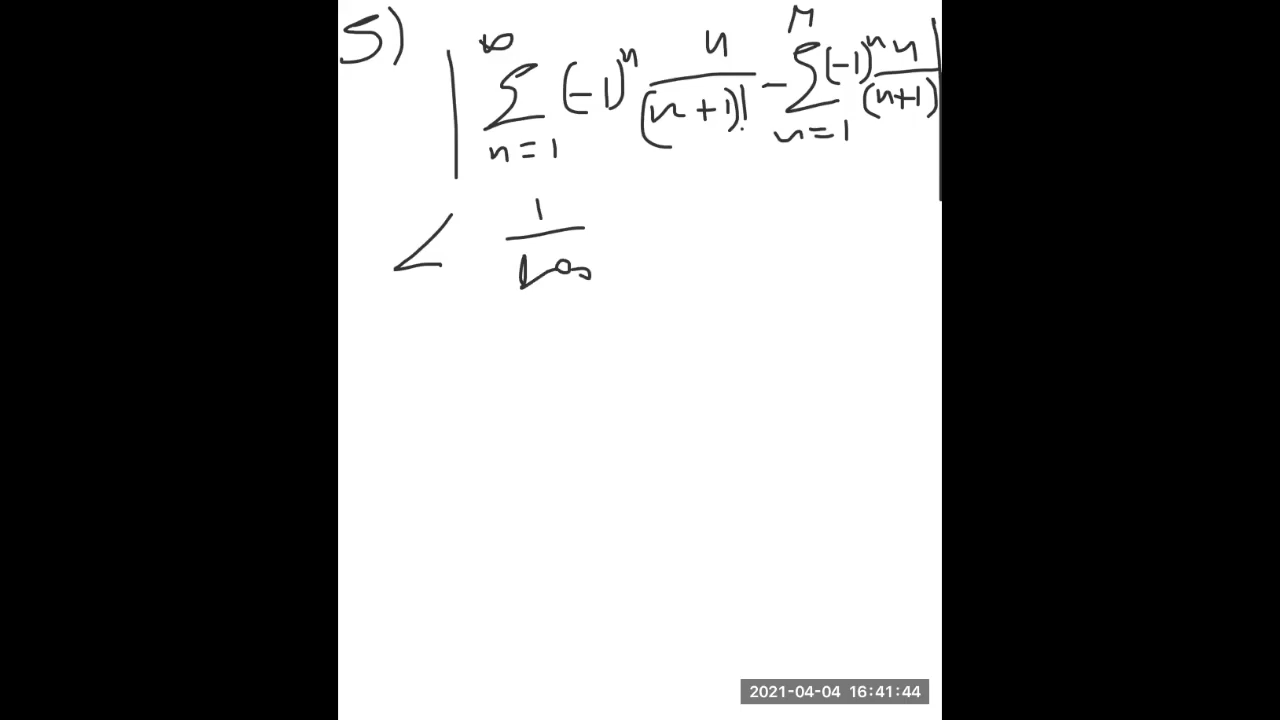 5) | ∞ Σ n=1 (-1)^n n/(n+1)! - M Σ n=1 (-1)^n n/(n+1) |
< 1/100
2021-04-04 16:41:44